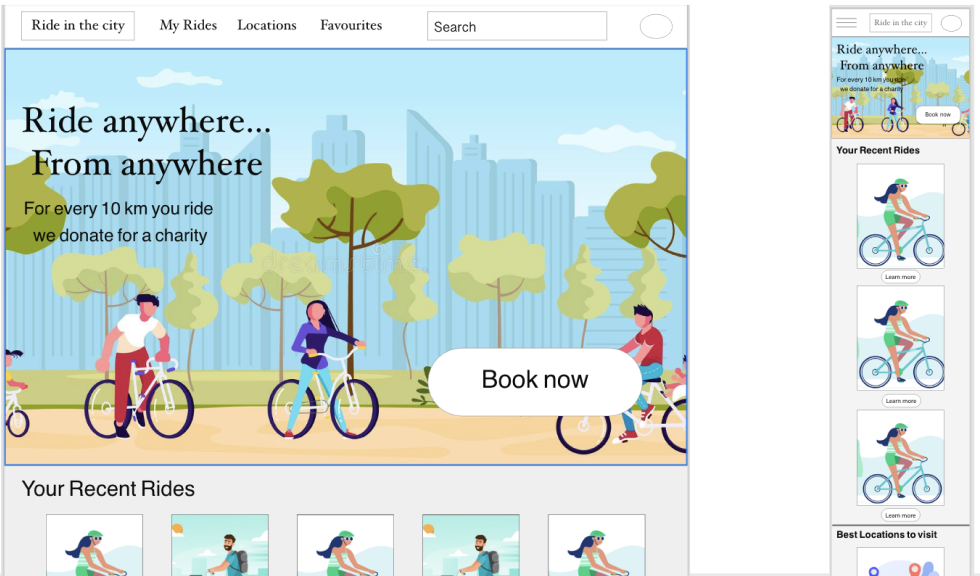 Ride in the city
My Rides
Locations
Favourites
Search
Ride anywhere...
From anywhere
For every 10 km you ride
we donate for a charity
Book now
Your Recent Rides
Ride in the city
Ride anywhere...
From anywhere
For every 10 km you ride
we donate for a charity
Book now
Your Recent Rides
Learn more
Learn more
Learn more
Best Locations to visit